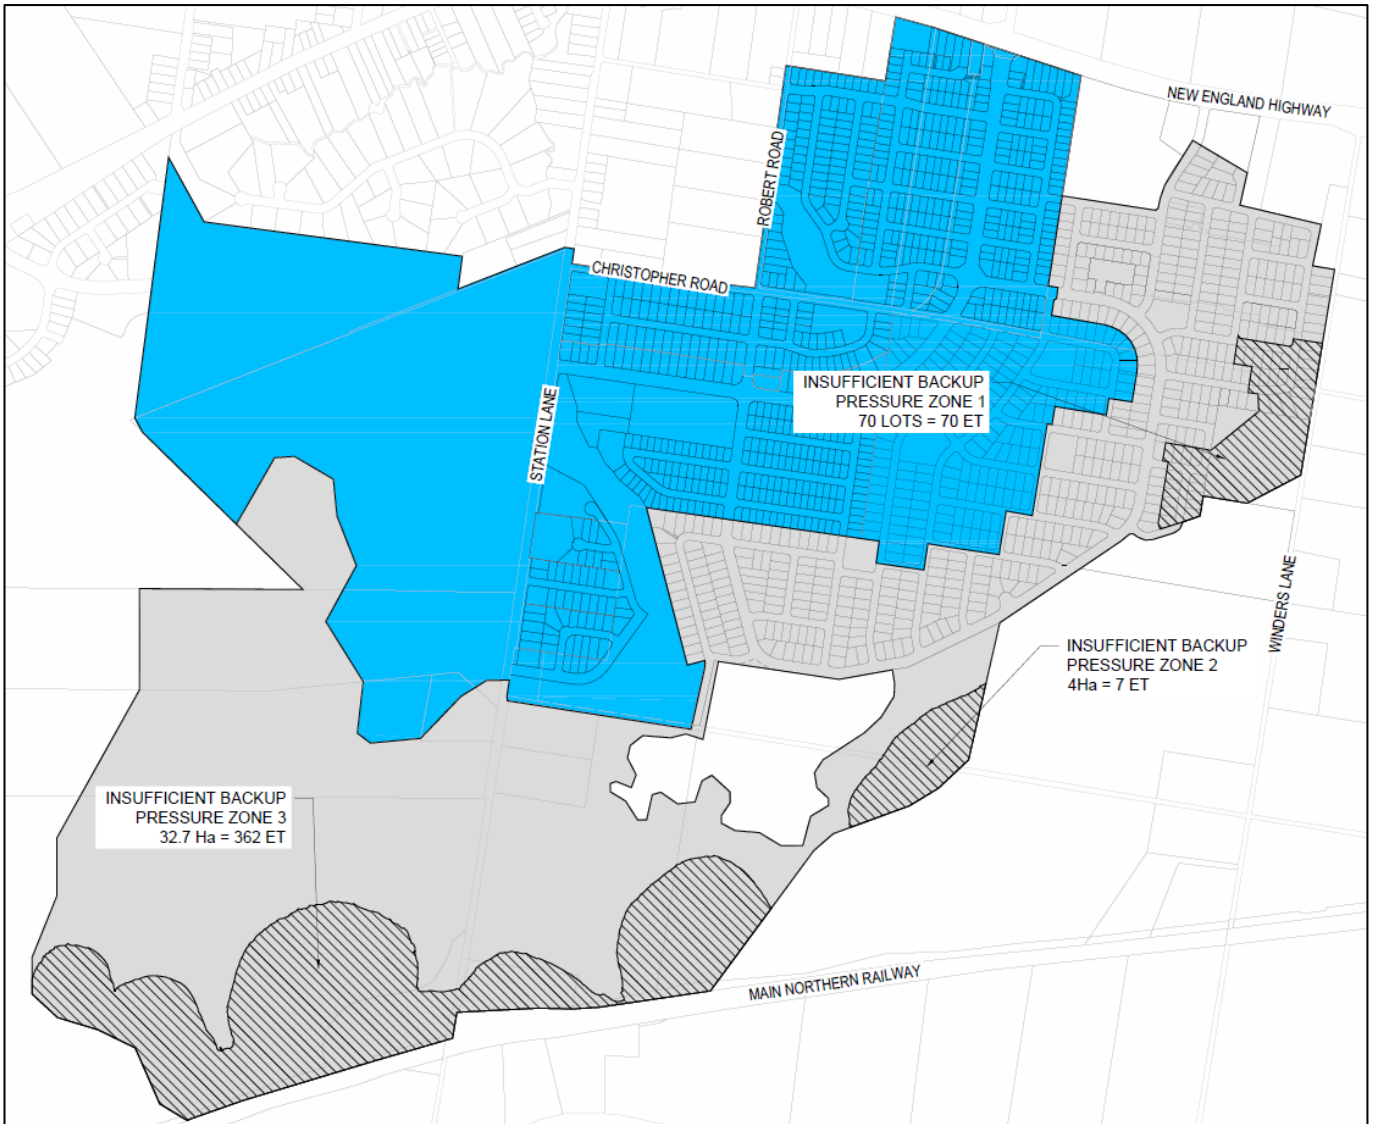 NEW ENGLAND HIGHWAY
ROBERT ROAD
CHRISTOPHER ROAD
INSUFFICIENT BACKUP
PRESSURE ZONE 1
70 LOTS = 70 ET
STATION LANE
WINDERS LANE
INSUFFICIENT BACKUP
PRESSURE ZONE 2
4Ha = 7 ET
INSUFFICIENT BACKUP
PRESSURE ZONE 3
32.7 Ha = 362 ET
MAIN NORTHERN RAILWAY